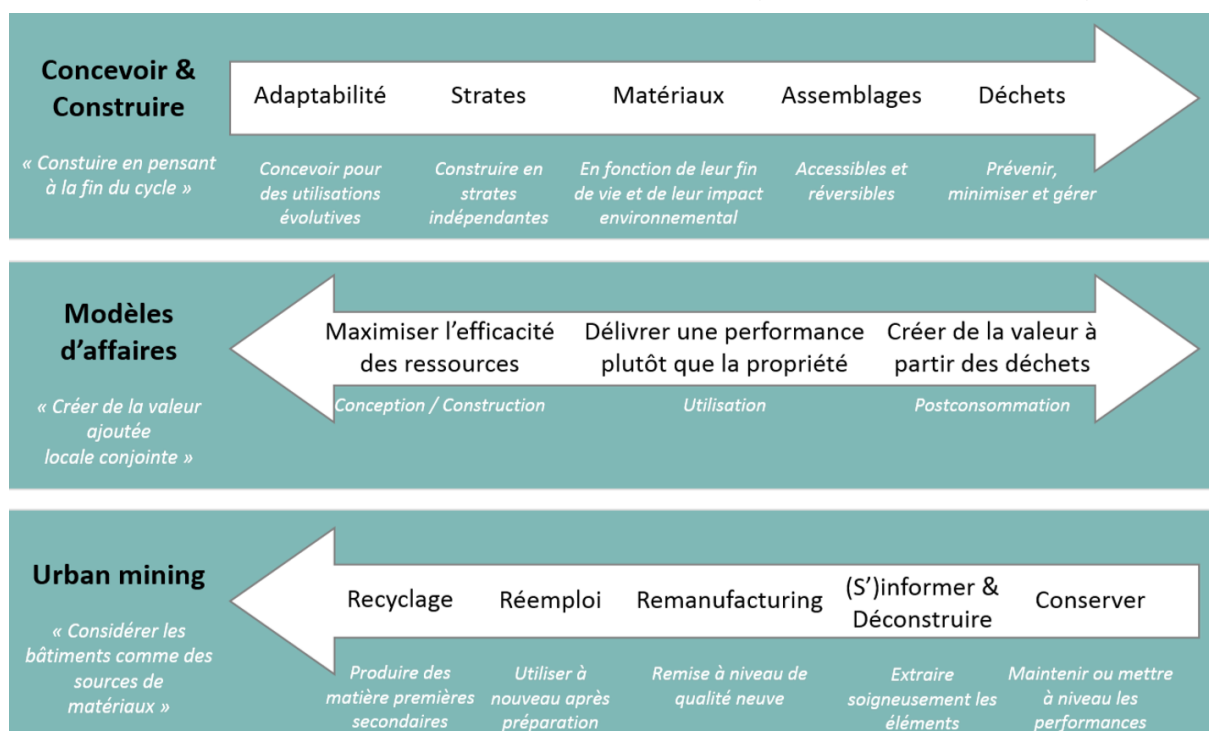 Concevoir &
Construire
« Constuire en pensant
à la fin du cycle »
Adaptabilité
Strates
Matériaux
Assemblages
Déchets
Concevoir pour
des utilisations
évolutives
Construire en
strates
indépendantes
En fonction de leur fin
de vie et de leur impact
environnemental
Accessibles et
réversibles
Prévenir,
minimiser et gérer
Modèles
d’affaires
« Créer de la valeur
ajoutée
locale conjointe »
Maximiser l’efficacité
des ressources
Délivrer une performance
plutôt que la propriété
Créer de la valeur à
partir des déchets
Conception / Construction
Utilisation
Postconsommation
Urban mining
« Considérer les
bâtiments comme des
sources de
matériaux »
Recyclage
Réemploi
Remanufacturing
(S’)informer &
Déconstruire
Conserver
Produire des
matière premières
secondaires
Utiliser à
nouveau après
préparation
Remise à niveau de
qualité neuve
Extraire
soigneusement les
éléments
Maintenir ou mettre
à niveau les
performances